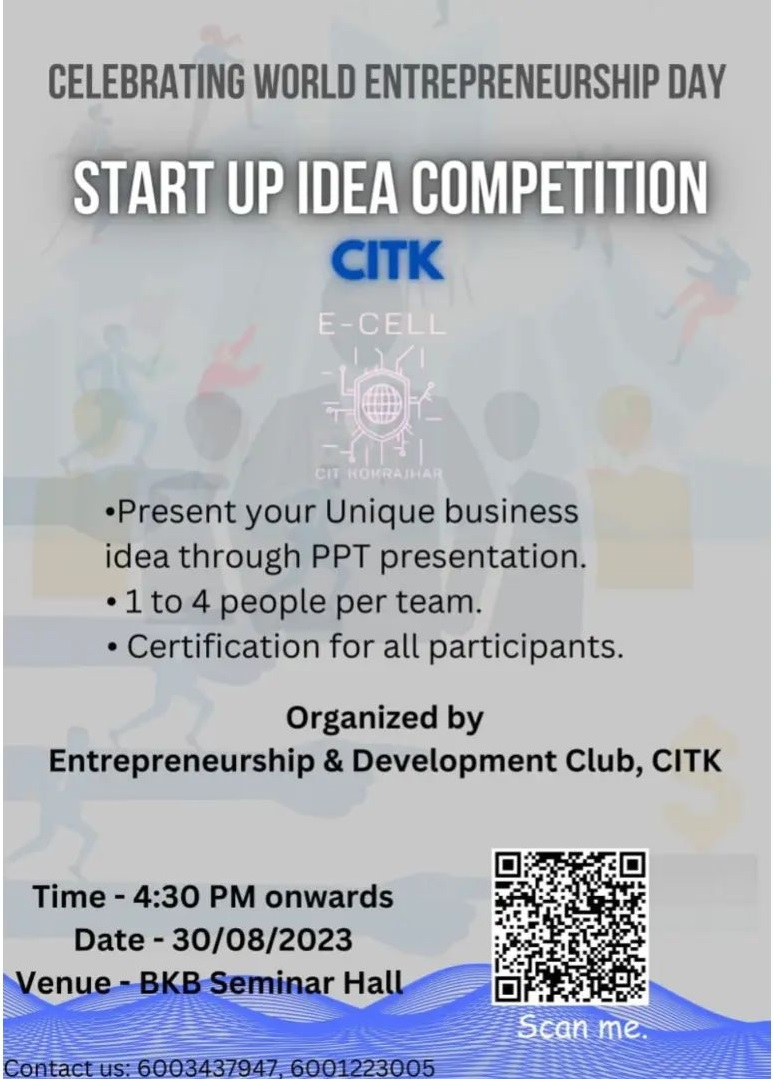 CELEBRATING WORLD ENTREPRENEURSHIP DAY
START UP IDEA COMPETITION
CITK
E-CELL
CIT KOKRAJHAR
•Present your Unique business
idea through PPT presentation.
• 1 to 4 people per team.
• Certification for all participants.
Organized by
Entrepreneurship & Development Club, CITK
Time - 4:30 PM onwards
Date - 30/08/2023
Venue - BKB Seminar Hall
Scan me.
Contact us: 6003437947, 6001223005